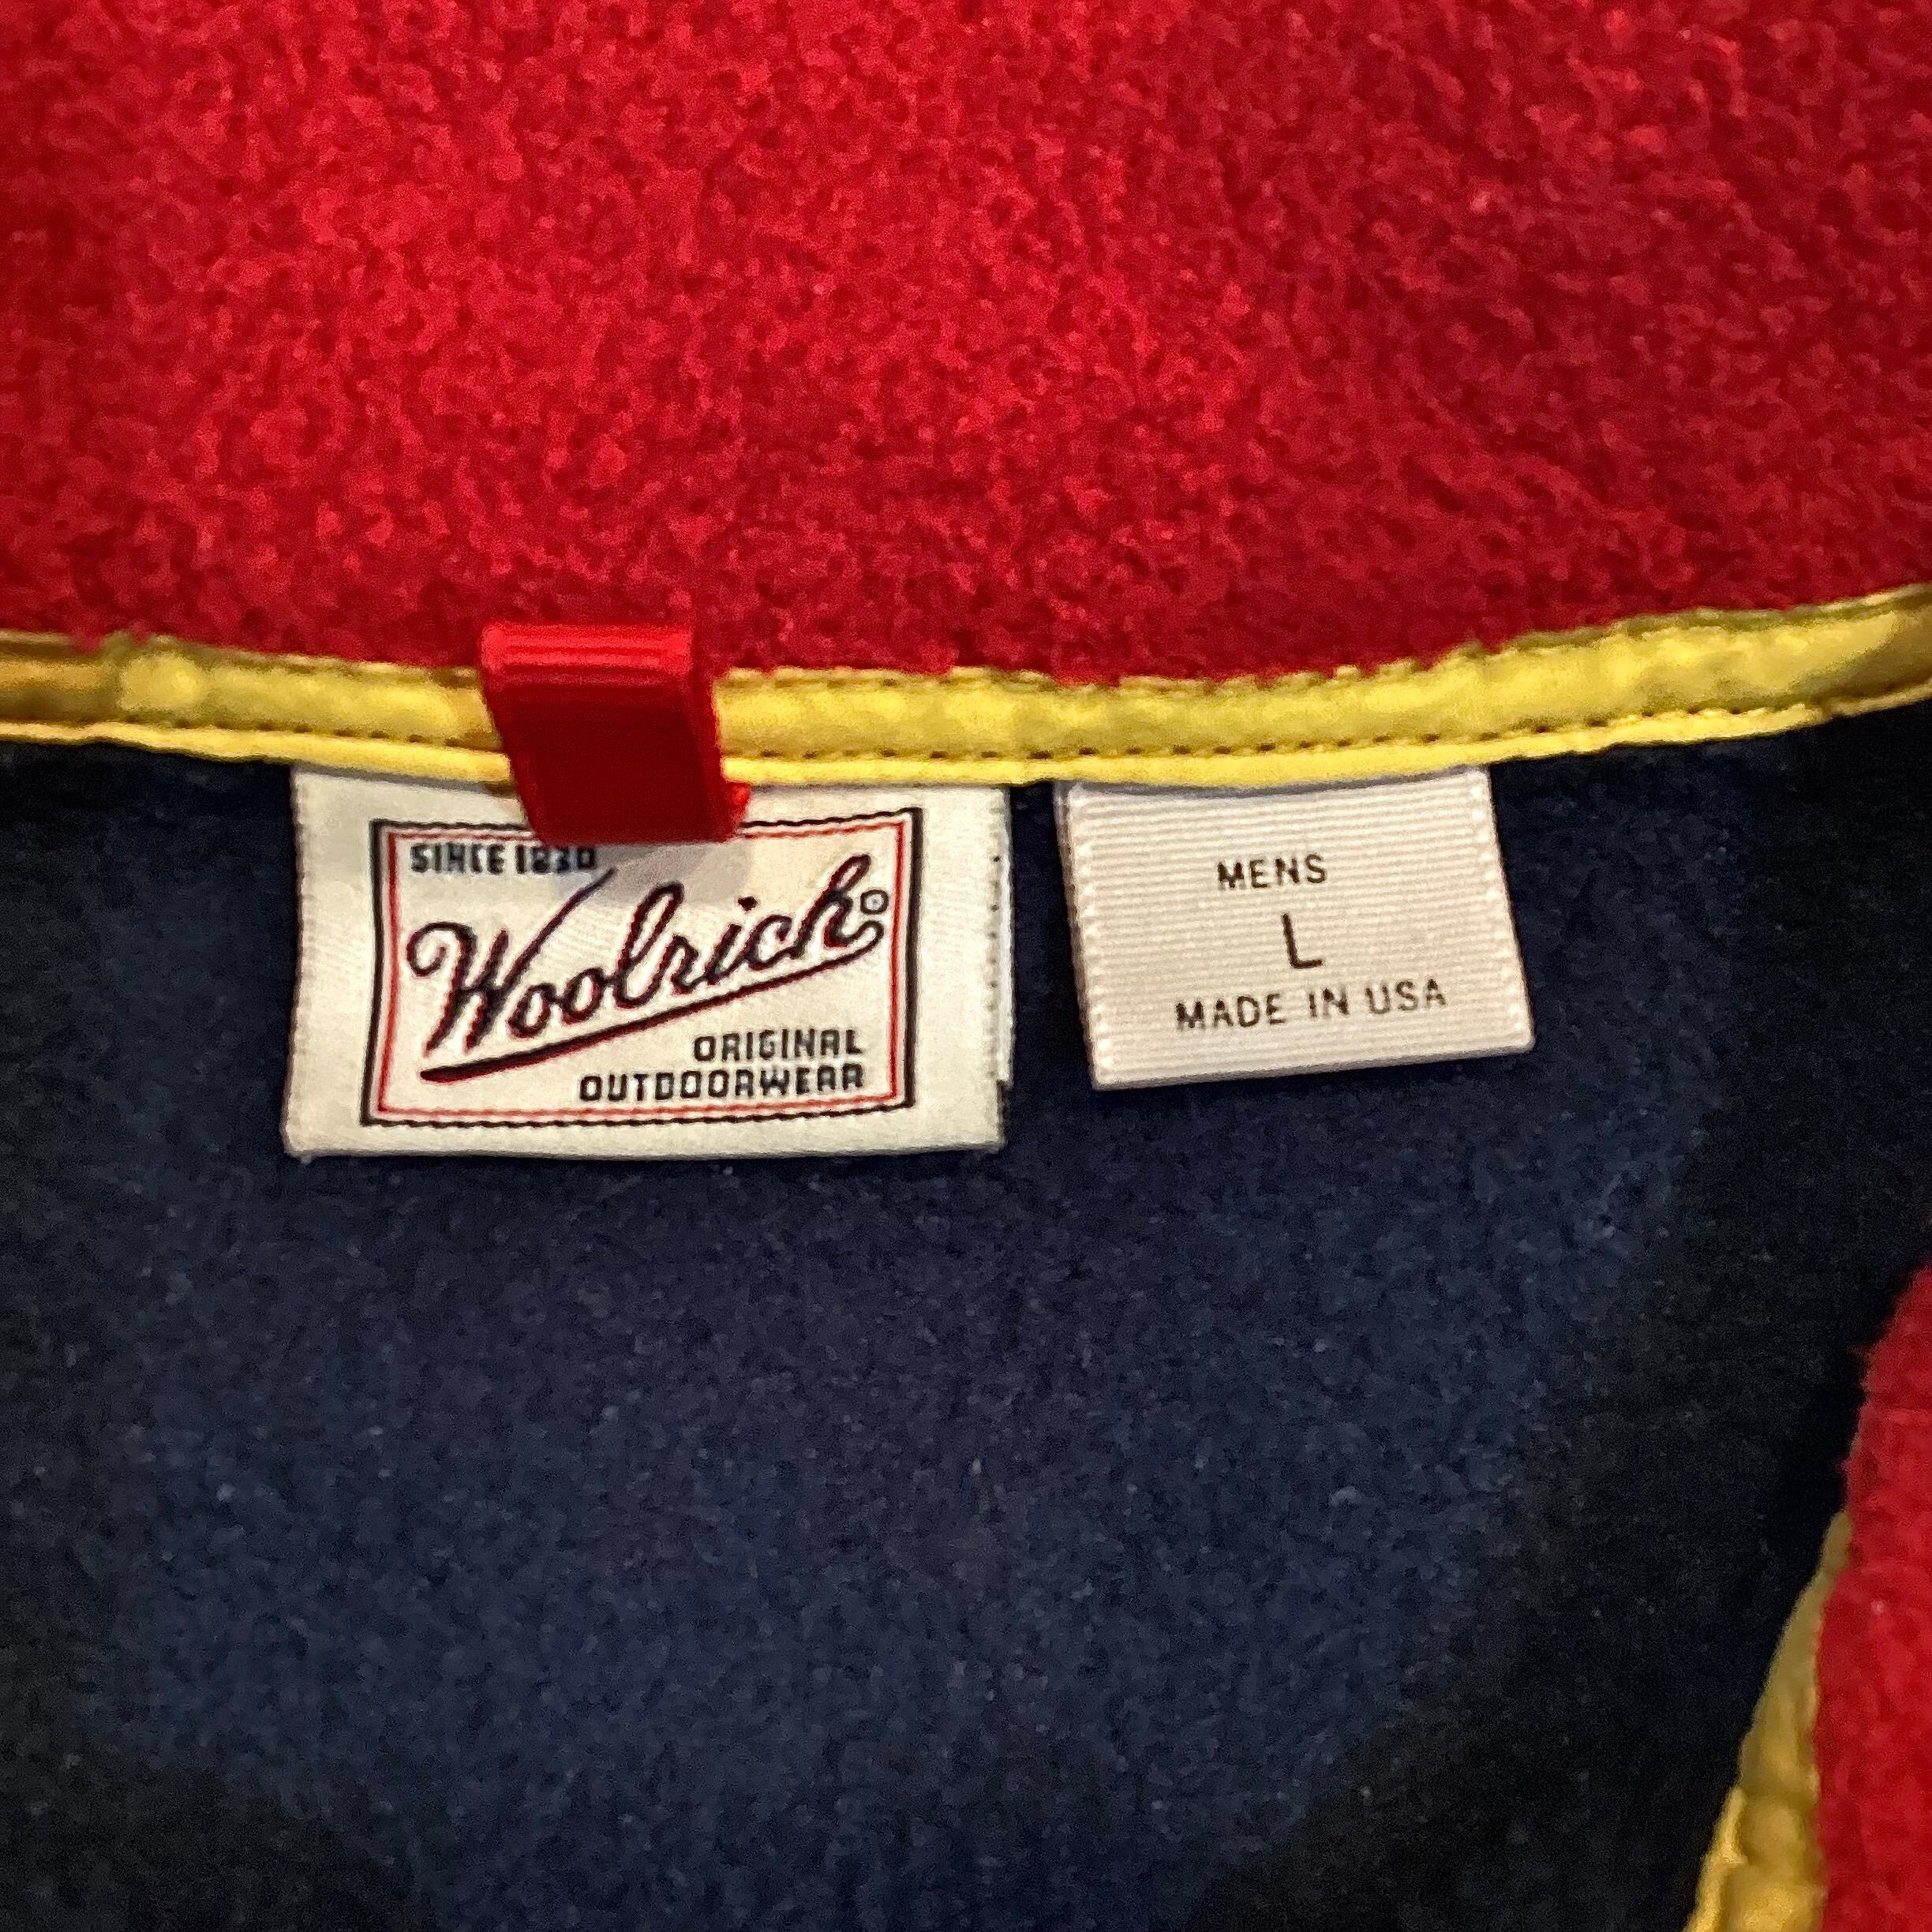 SINCE 1830
Woolrich®
ORIGINAL
OUTDOORWEAR
MENS
L
MADE IN USA